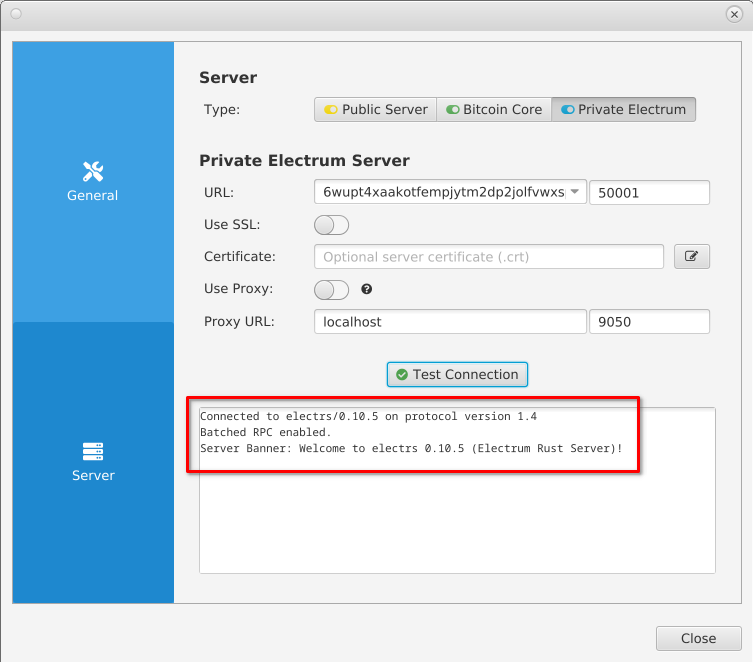 Server
Type: Public Server Bitcoin Core Private Electrum
Private Electrum Server
URL: 6wupt4xaakotfempjytm2dp2jolfvwxs 50001
Use SSL:
Certificate: Optional server certificate (.crt)
Use Proxy: ?
Proxy URL: localhost 9050
Test Connection
Connected to electrs/0.10.5 on protocol version 1.4
Batched RPC enabled.
Server Banner: Welcome to electrs 0.10.5 (Electrum Rust Server)!
General
Server
Close